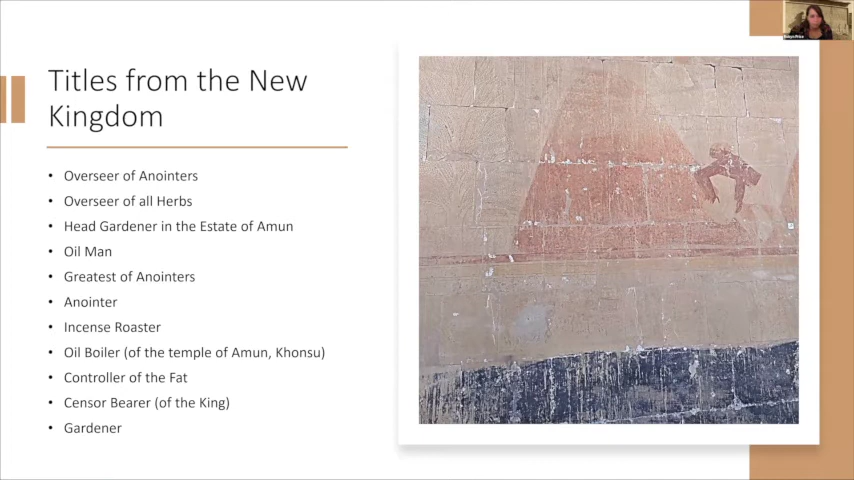 Titles from the New
Kingdom
• Overseer of Anointers
• Overseer of all Herbs
• Head Gardener in the Estate of Amun
• Oil Man
• Greatest of Anointers
• Anointer
• Incense Roaster
• Oil Boiler (of the temple of Amun, Khonsu)
• Controller of the Fat
• Censor Bearer (of the King)
• Gardener